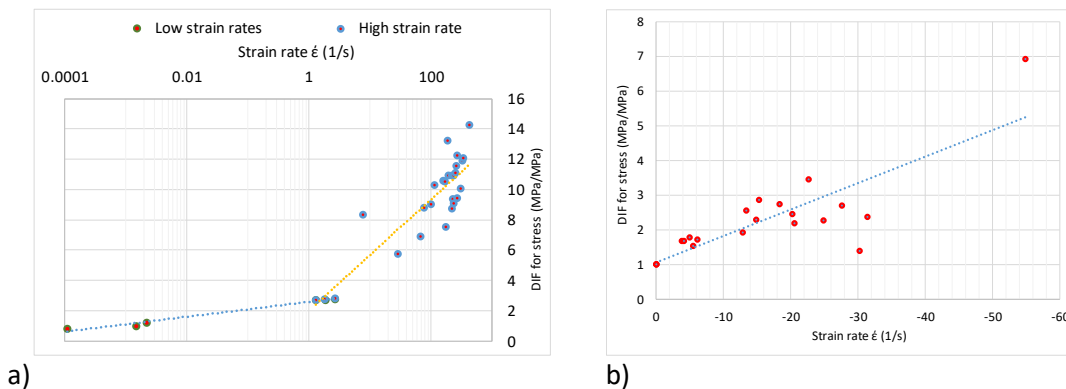 Low strain rates High strain rate
Strain rate ἐ (1/s)
0.0001 0.01 1 100
16
14
12
10
8
6
4
2
0
DIF for stress (MPa/MPa)
a)
8
7
6
5
4
3
2
1
0
DIF for stress (MPa/MPa)
0 -10 -20 -30 -40 -50 -60
Strain rate ἐ (1/s)
b)